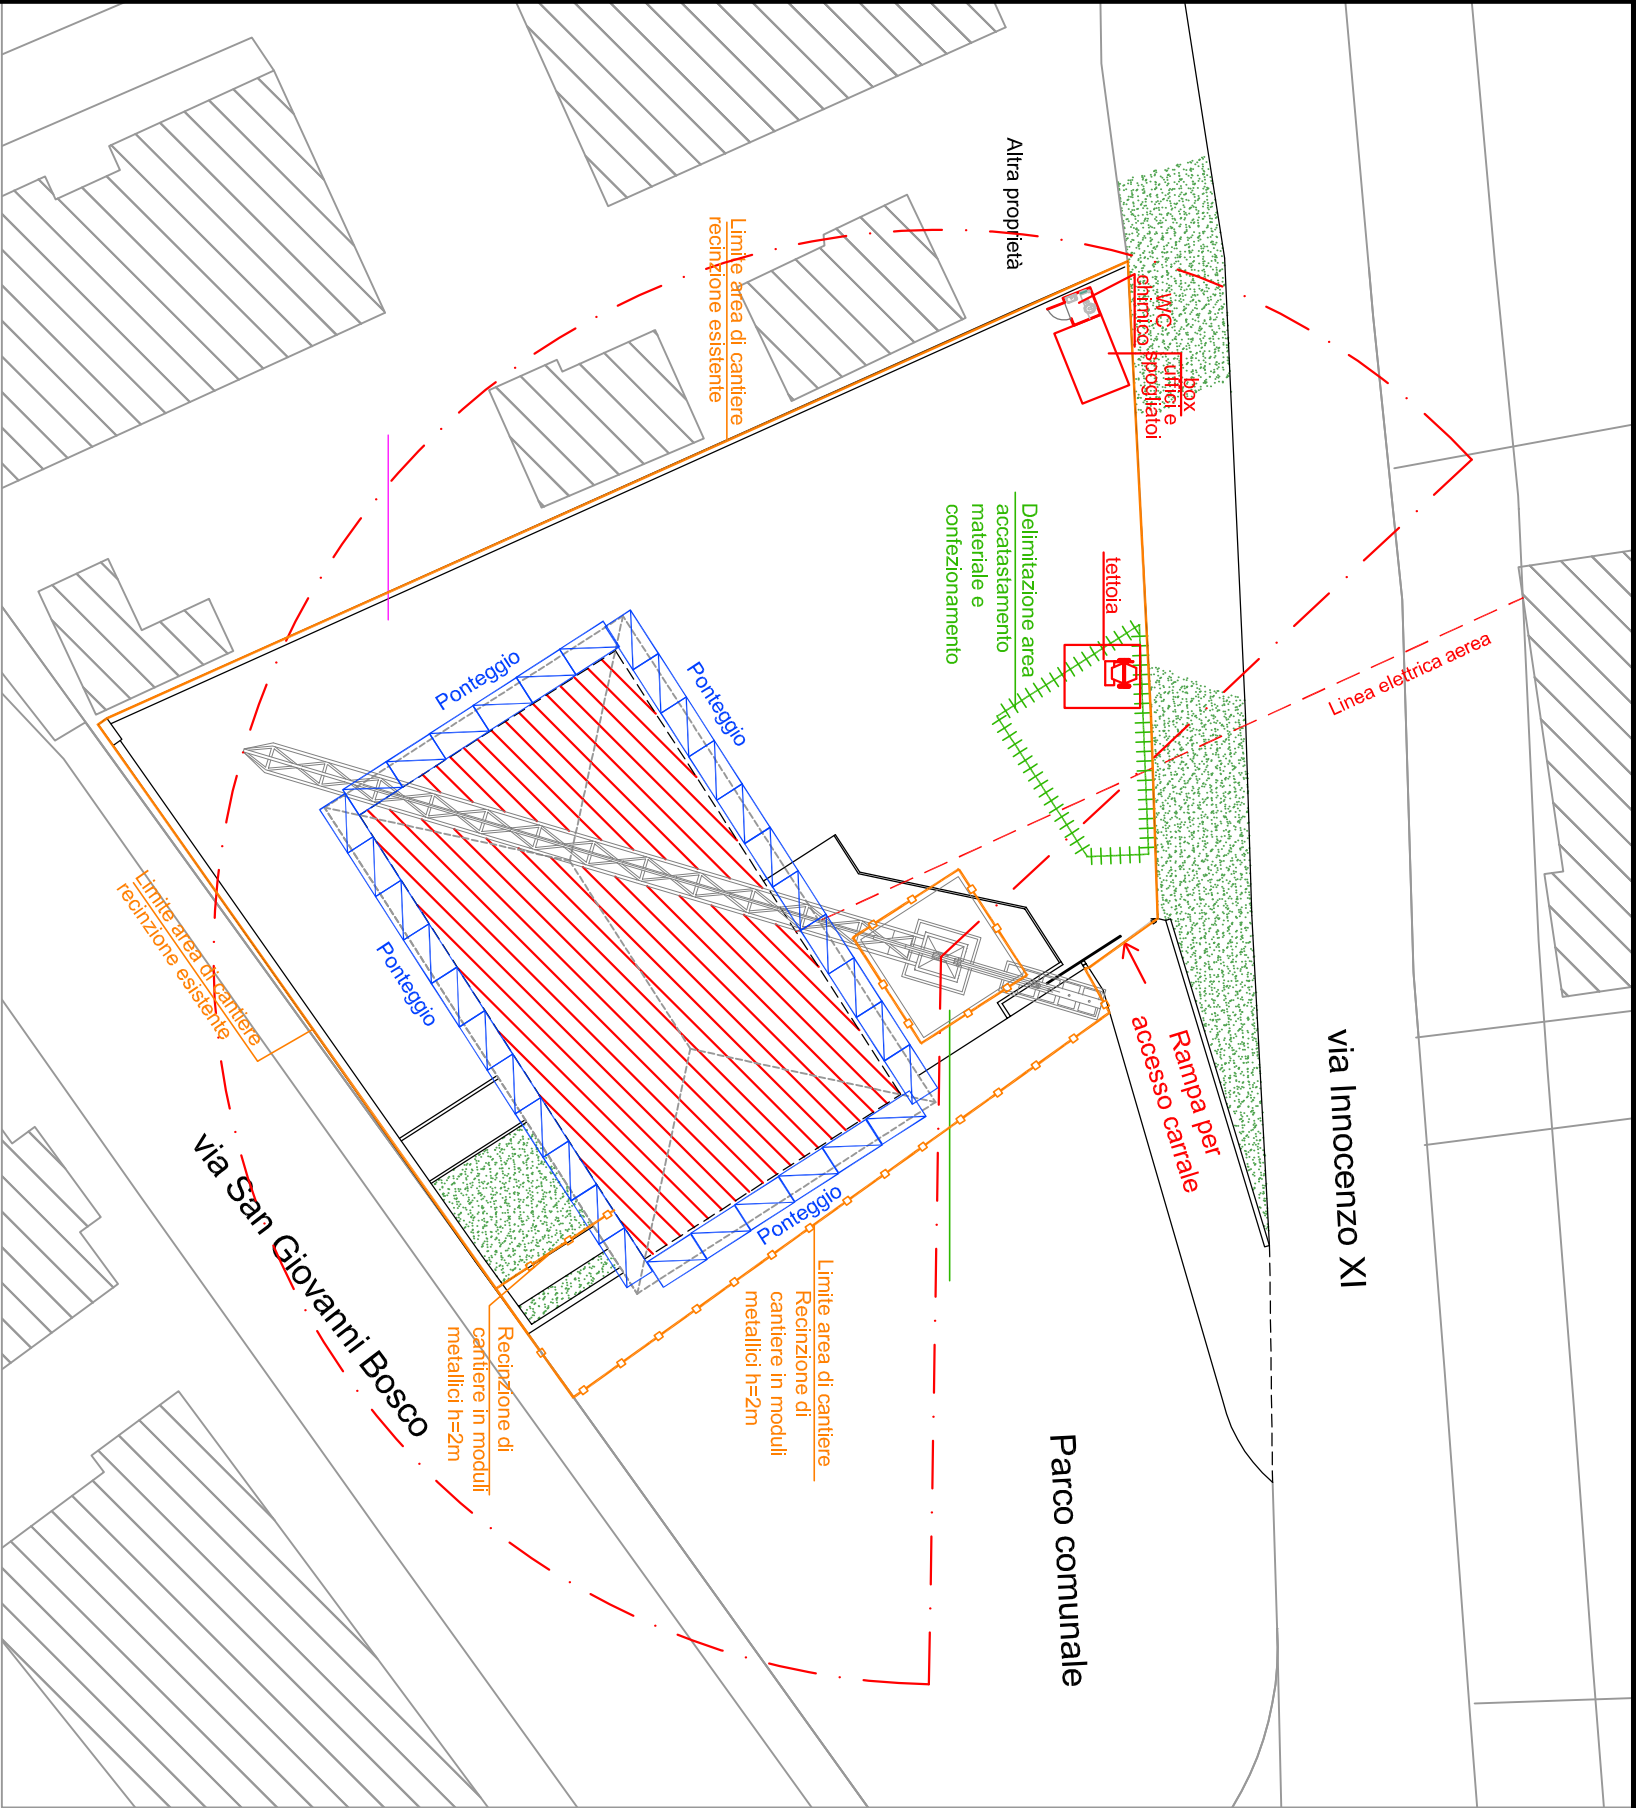 Altra proprietà
Limite area di cantiere
recinzione esistente
WC
chimico
box
uffici e
spogliatoi
Delimitazione area
accatastamento
materiale e
confezionamento
tettoia
Linea elettrica aerea
Ponteggio
Ponteggio
Ponteggio
Ponteggio
Limite area di cantiere
recinzione esistente
Rampa per
accesso carrale
via Innocenzo XI
via San Giovanni Bosco
Limite area di cantiere
Recinzione di
cantiere in moduli
metallici h=2m
Recinzione di
cantiere in moduli
metallici h=2m
Parco comunale